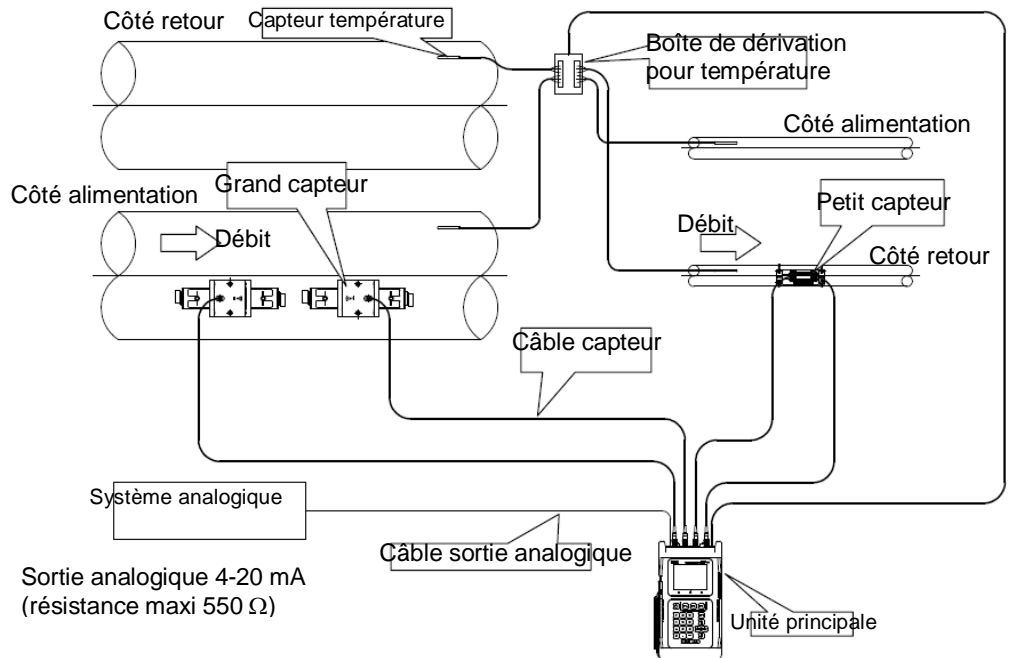 Côté retour
Capteur température
Boîte de dérivation
pour température
Côté alimentation
Côté alimentation
Grand capteur
Petit capteur
Débit
Débit
Côté retour
Câble capteur
Système analogique
Câble sortie analogique
Sortie analogique 4-20 mA
(résistance maxi 550 Ω)
Unité principale